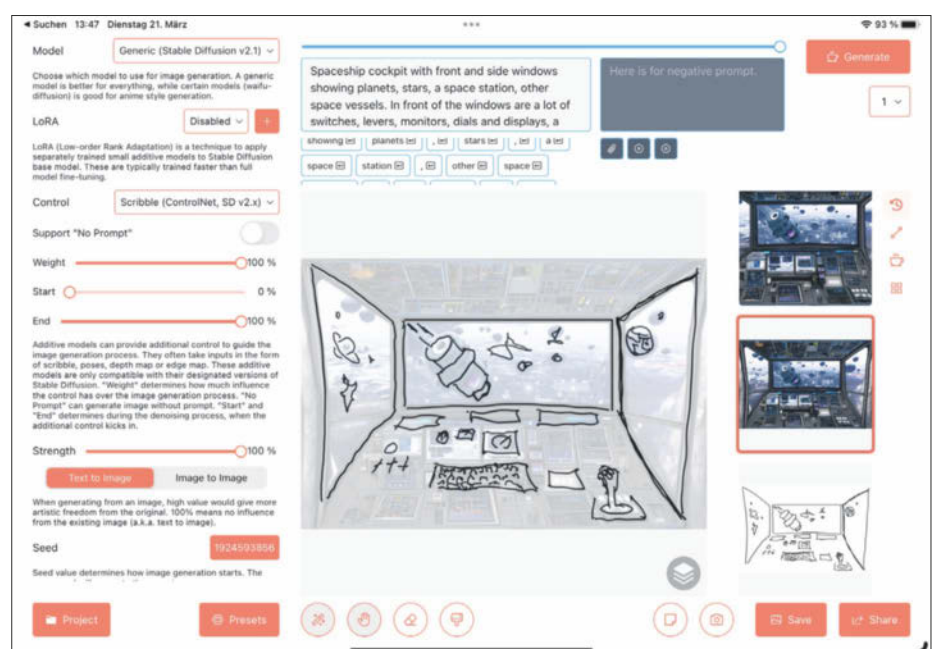 ◀ Suchen 13:47 Dienstag 21. März
93 %
Model
Generic (Stable Diffusion v2.1)
Choose which model to use for image generation. A generic
model is better for everything, while certain models (waifu-
diffusion) is good for anime style generation.
LoRA
Disabled
+
LoRA (Low-order Rank Adaptation) is a technique to apply
separately trained small additive models to Stable Diffusion
base model. These are typically trained faster than full
model fine-tuning.
Control
Scribble (ControlNet, SD v2.x)
Support "No Prompt"
Weight 100 %
Start 0 %
End 100 %
Additive models can provide additional control to guide the
image generation process. They often take inputs in the form
of scribble, poses, depth map or edge map. These additive
models are only compatible with their designated versions of
Stable Diffusion. "Weight" determines how much influence
the control has over the image generation process. "No
Prompt" can generate image without prompt. "Start" and
"End" determines during the denoising process, when the
additional control kicks in.
Strength 100 %
Text to Image
Image to Image
When generating from an image, high value would give more
artistic freedom from the original. 100% means no influence
from the existing image (a.k.a. text to image).
Seed
1924593856
Seed value determines how image generation starts. The
Project
Presets
Spaceship cockpit with front and side windows
showing planets, stars, a space station, other
space vessels. In front of the windows are a lot of
switches, levers, monitors, dials and displays, a
showing planets , stars , a
space station , other space
Here is for negative prompt.
Generate
1
Save
Share